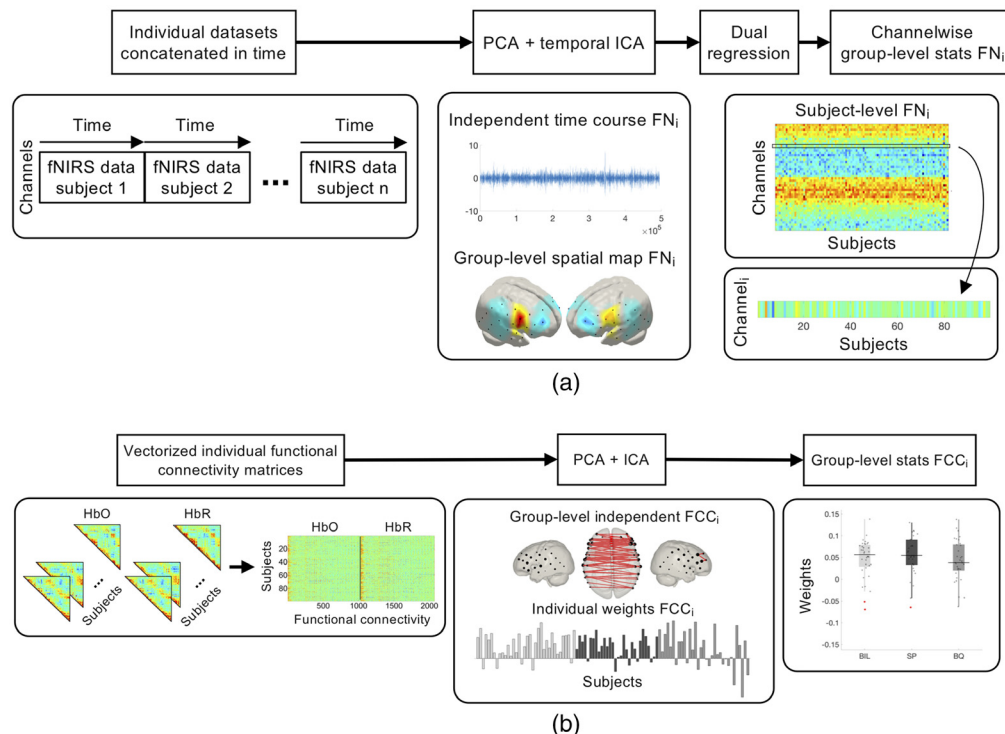 Individual datasets
concatenated in time
PCA + temporal ICA
Dual
regression
Channelwise
group-level stats FNi
Time
Time
Time
Channels
fNIRS data
subject 1
fNIRS data
subject 2
...
fNIRS data
subject n
Independent time course FNi
10
0
-10
0
1
2
3
4
5
×10⁵
Group-level spatial map FNi
Subject-level FNi
Channels
Subjects
Channeli
20
40
60
80
Subjects
(a)
Vectorized individual functional
connectivity matrices
PCA + ICA
Group-level stats FCCi
HbO
HbR
...
Subjects
...
Subjects
HbO
HbR
Subjects
20
40
60
80
500
1000
1500
2000
Functional connectivity
Group-level independent FCCi
Individual weights FCCi
Subjects
Weights
0.15
0.1
0.05
0
0.05
-0.1
-0.15
BIL
SP
BQ
(b)